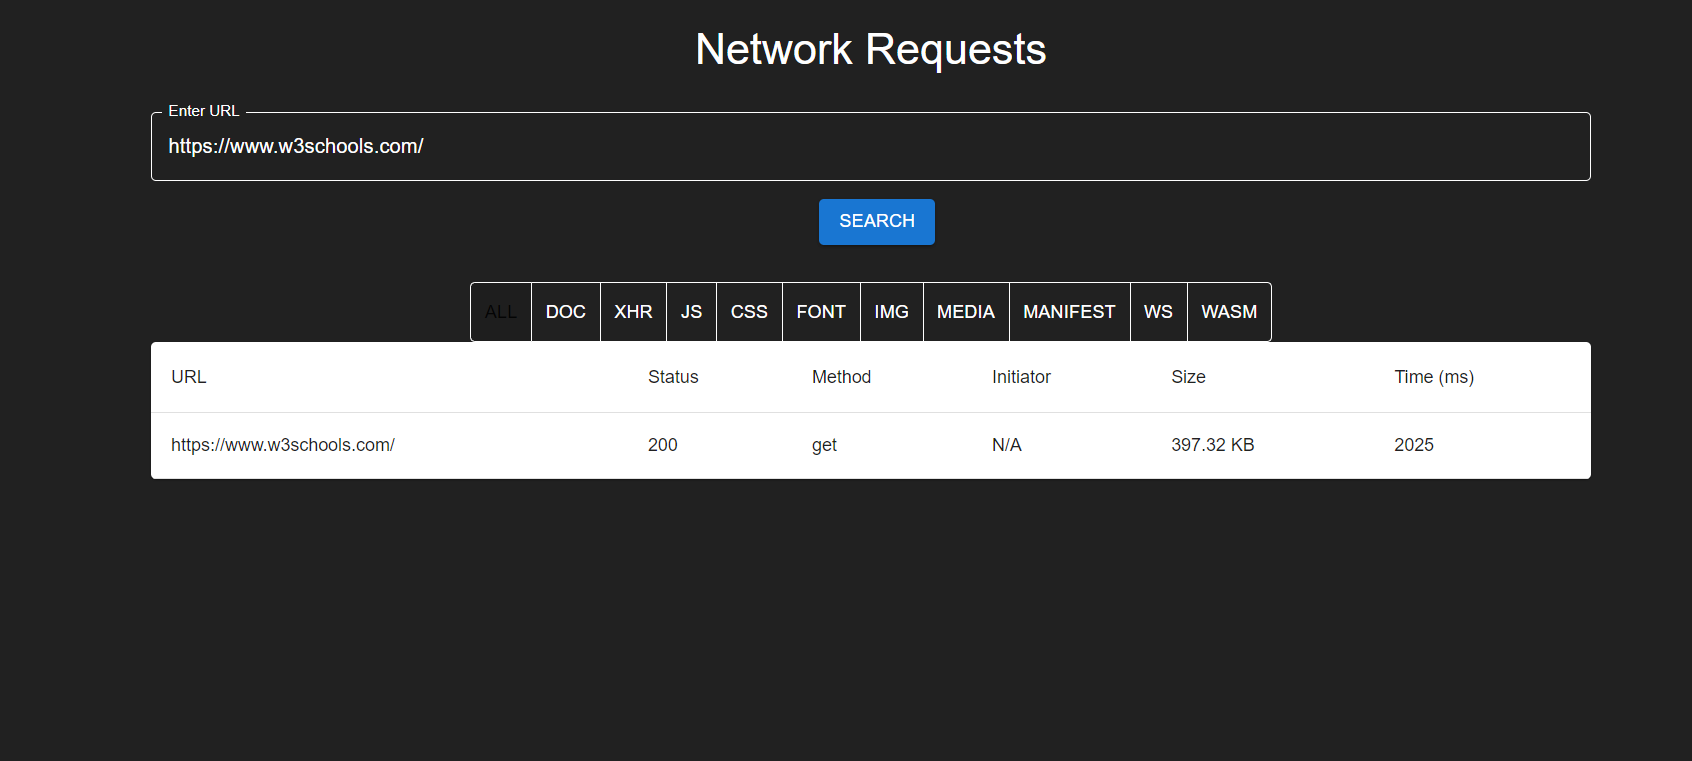 Network Requests
Enter URL
https://www.w3schools.com/
SEARCH
ALL DOC XHR JS CSS FONT IMG MEDIA MANIFEST WS WASM
URL Status Method Initiator Size Time (ms)
https://www.w3schools.com/ 200 get N/A 397.32 KB 2025